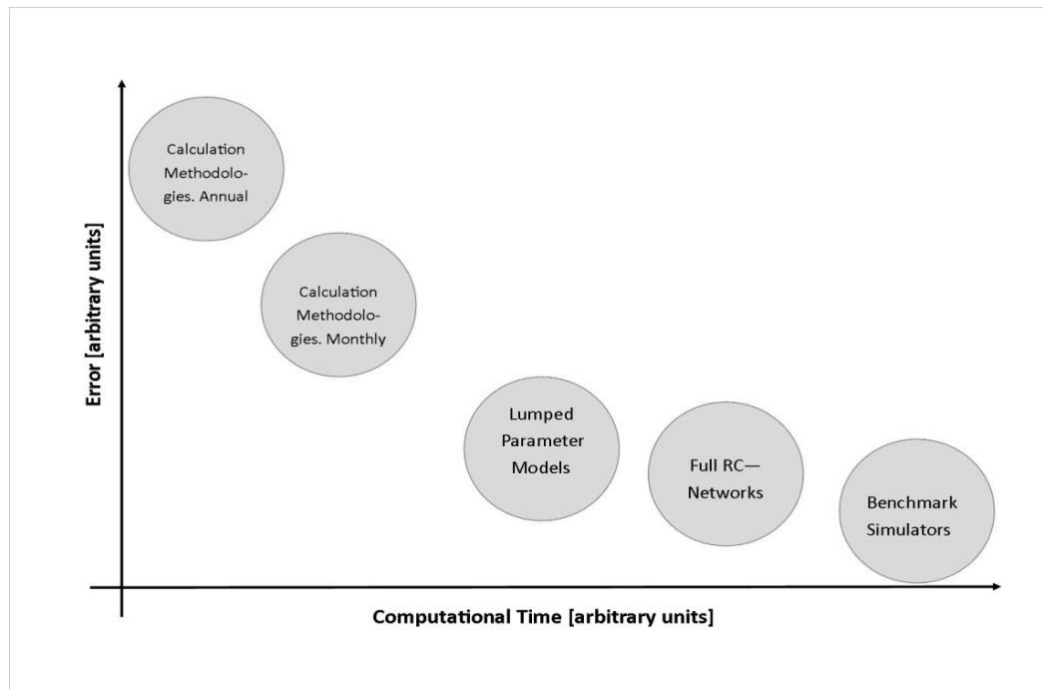 Calculation
Methodolo-
gies. Annual
Calculation
Methodolo-
gies. Monthly
Lumped
Parameter
Models
Full RC—
Networks
Benchmark
Simulators
Error [arbitrary units]
Computational Time [arbitrary units]